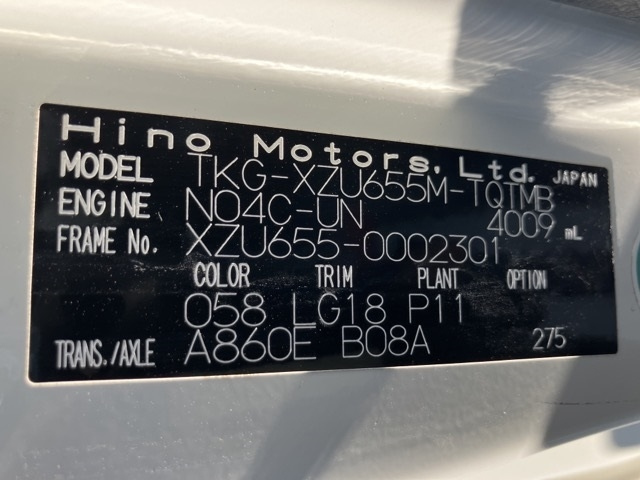 Hino Motors, Ltd. JAPAN
MODEL TKG-XZU655M-TQTMB
ENGINE N04C-UN 4009 mL
FRAME No. XZU655-0002301
COLOR TRIM PLANT OPTION
058 LG18 P11
TRANS./AXLE A860E B08A 275